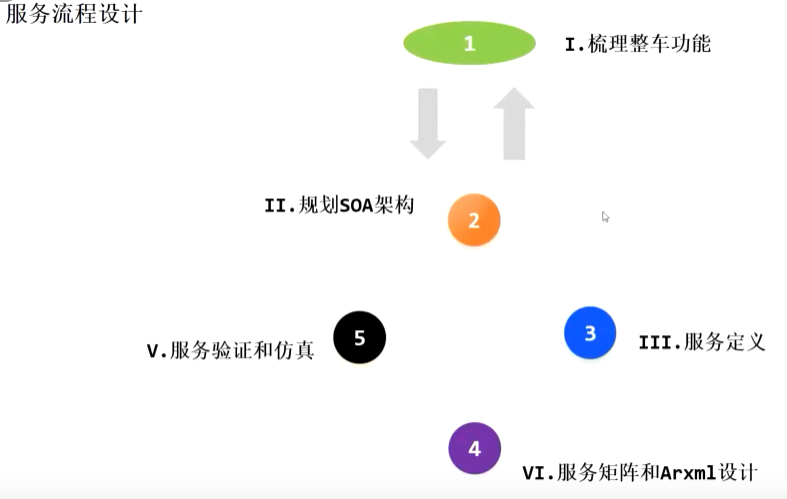 服务流程设计
1
I.梳理整车功能
II.规划SOA架构
2
3
III.服务定义
5
V.服务验证和仿真
4
VI.服务矩阵和Arxml设计